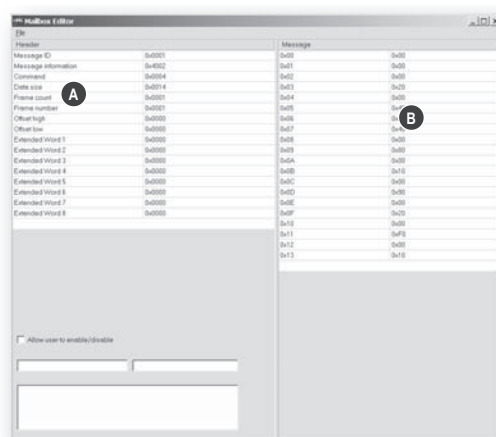 Mailbox Editor
File
Header
Message ID 0x0001
Message information 0x4002
Command 0x0004
Data size 0x0014
Frame count 0x0001
Frame number 0x0001
Offset high 0x0000
Offset low 0x0000
Extended Word 1 0x0000
Extended Word 2 0x0000
Extended Word 3 0x0000
Extended Word 4 0x0000
Extended Word 5 0x0000
Extended Word 6 0x0000
Extended Word 7 0x0000
Extended Word 8 0x0000
A
Allow user to enable/disable
Message
0x00 0x00
0x01 0x00
0x02 0x00
0x03 0x20
0x04 0x00
0x05
0x06
0x07
0x08 0x00
0x09 0x80
0x0A 0x00
0x0B 0x10
0x0C 0x00
0x0D 0x90
0x0E 0x00
0x0F 0x20
0x10 0x00
0x11 0xF0
0x12 0x00
0x13 0x10
B